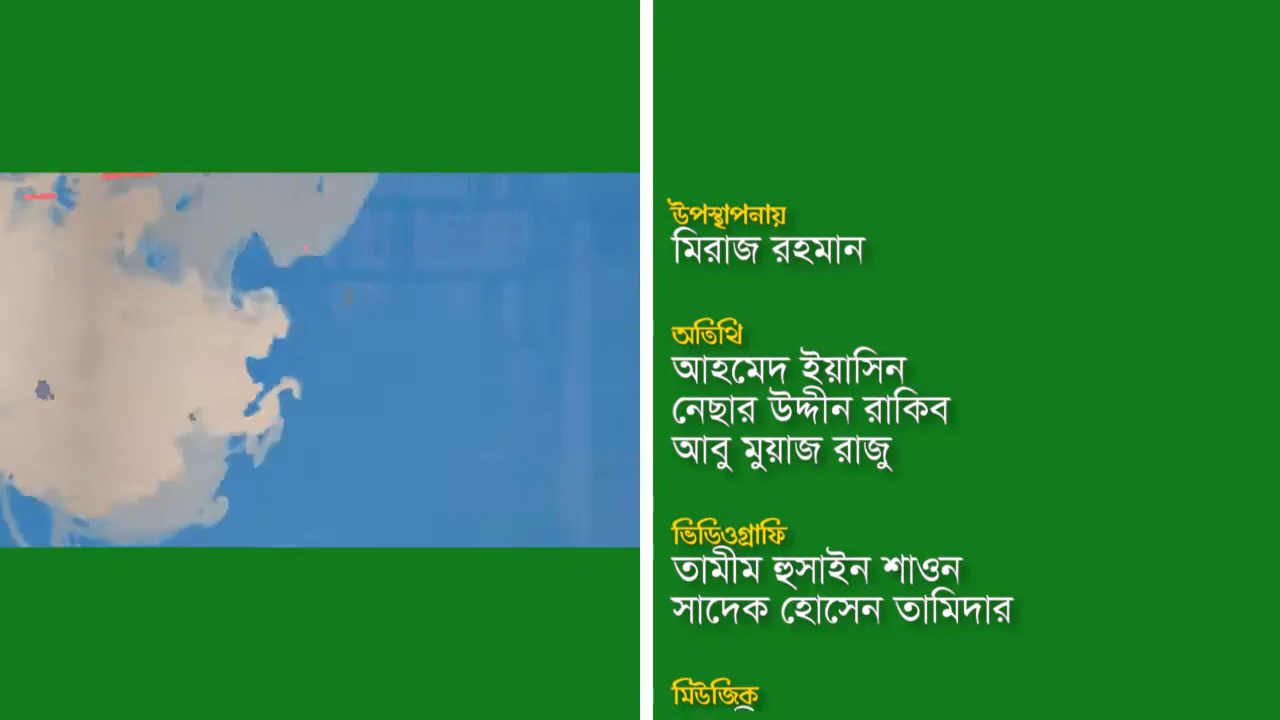 উপস্থাপনায়
মিরাজ রহমান
অতিথি
আহমেদ ইয়াসিন
নেছার উদ্দীন রাকিব
আবু মুয়াজ রাজু
ভিডিওগ্রাফি
তামীম হুসাইন শাওন
সাদেক হোসেন তামিদার
মিউজিক